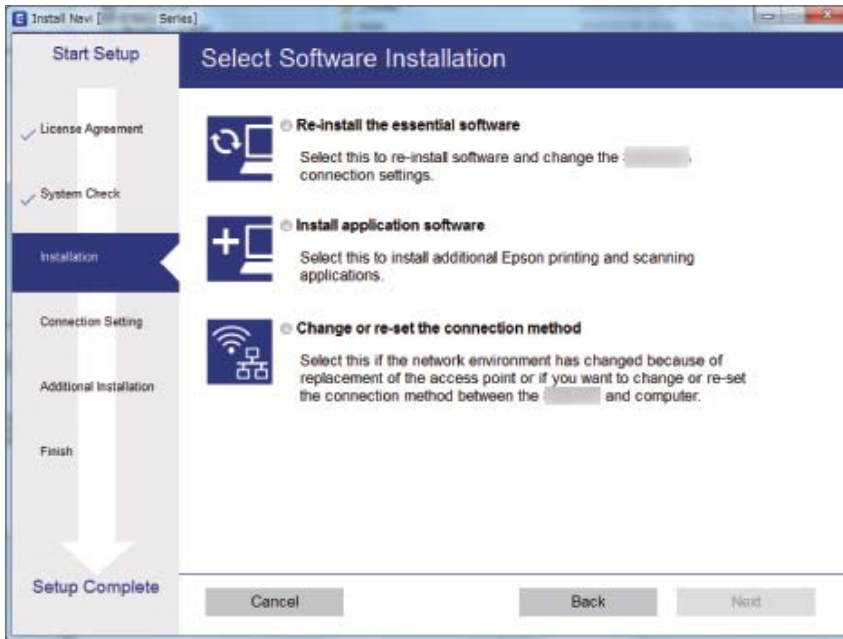 Install Navi [ Series]
Start Setup
Select Software Installation
License Agreement
System Check
Installation
Connection Setting
Additional Installation
Finish
Setup Complete
Re-install the essential software
Select this to re-install software and change the
connection settings.
Install application software
Select this to install additional Epson printing and scanning
applications.
Change or re-set the connection method
Select this if the network environment has changed because of
replacement of the access point or if you want to change or re-set
the connection method between the and computer.
Cancel
Back
Next